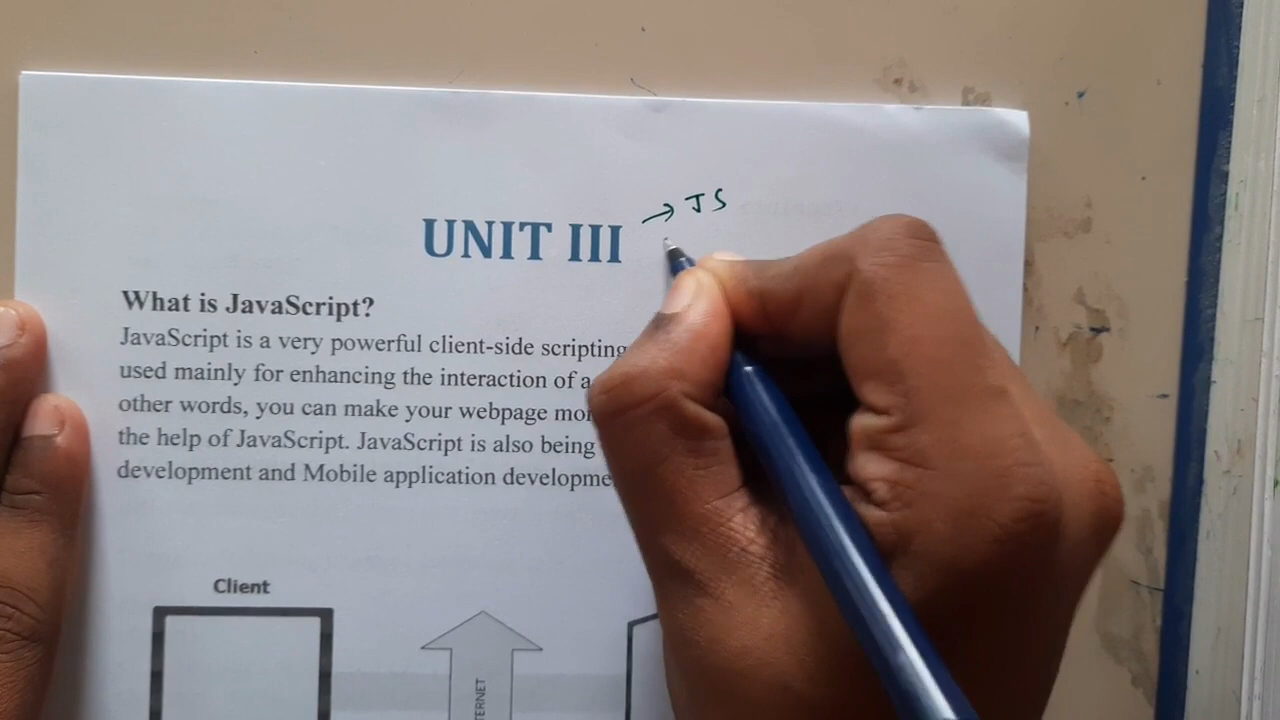 → JS
UNIT III
What is JavaScript?
JavaScript is a very powerful client-side scripting
used mainly for enhancing the interaction of a
other words, you can make your webpage
the help of JavaScript. JavaScript is also being
development and Mobile application
Client